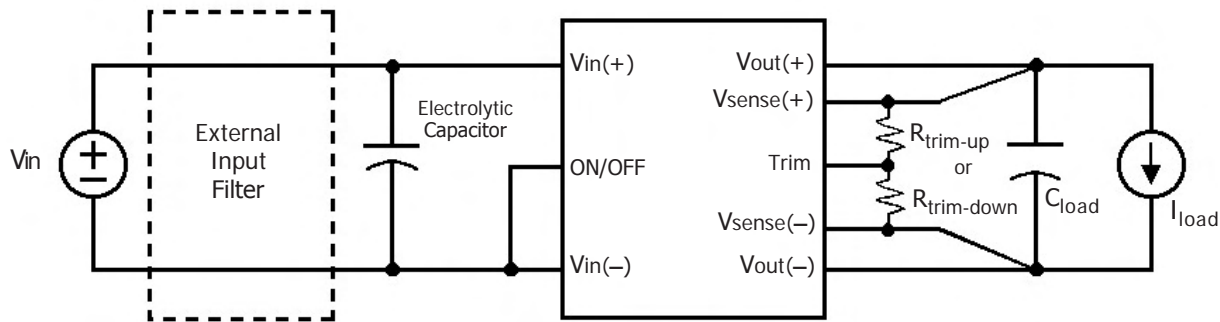 Vin
External
Input
Filter
Electrolytic
Capacitor
Vin(+)
ON/OFF
Vin(–)
Vout(+)
Vsense(+)
Trim
Vsense(–)
Vout(–)
Rtrim-up
or
Rtrim-down
Cload
Iload